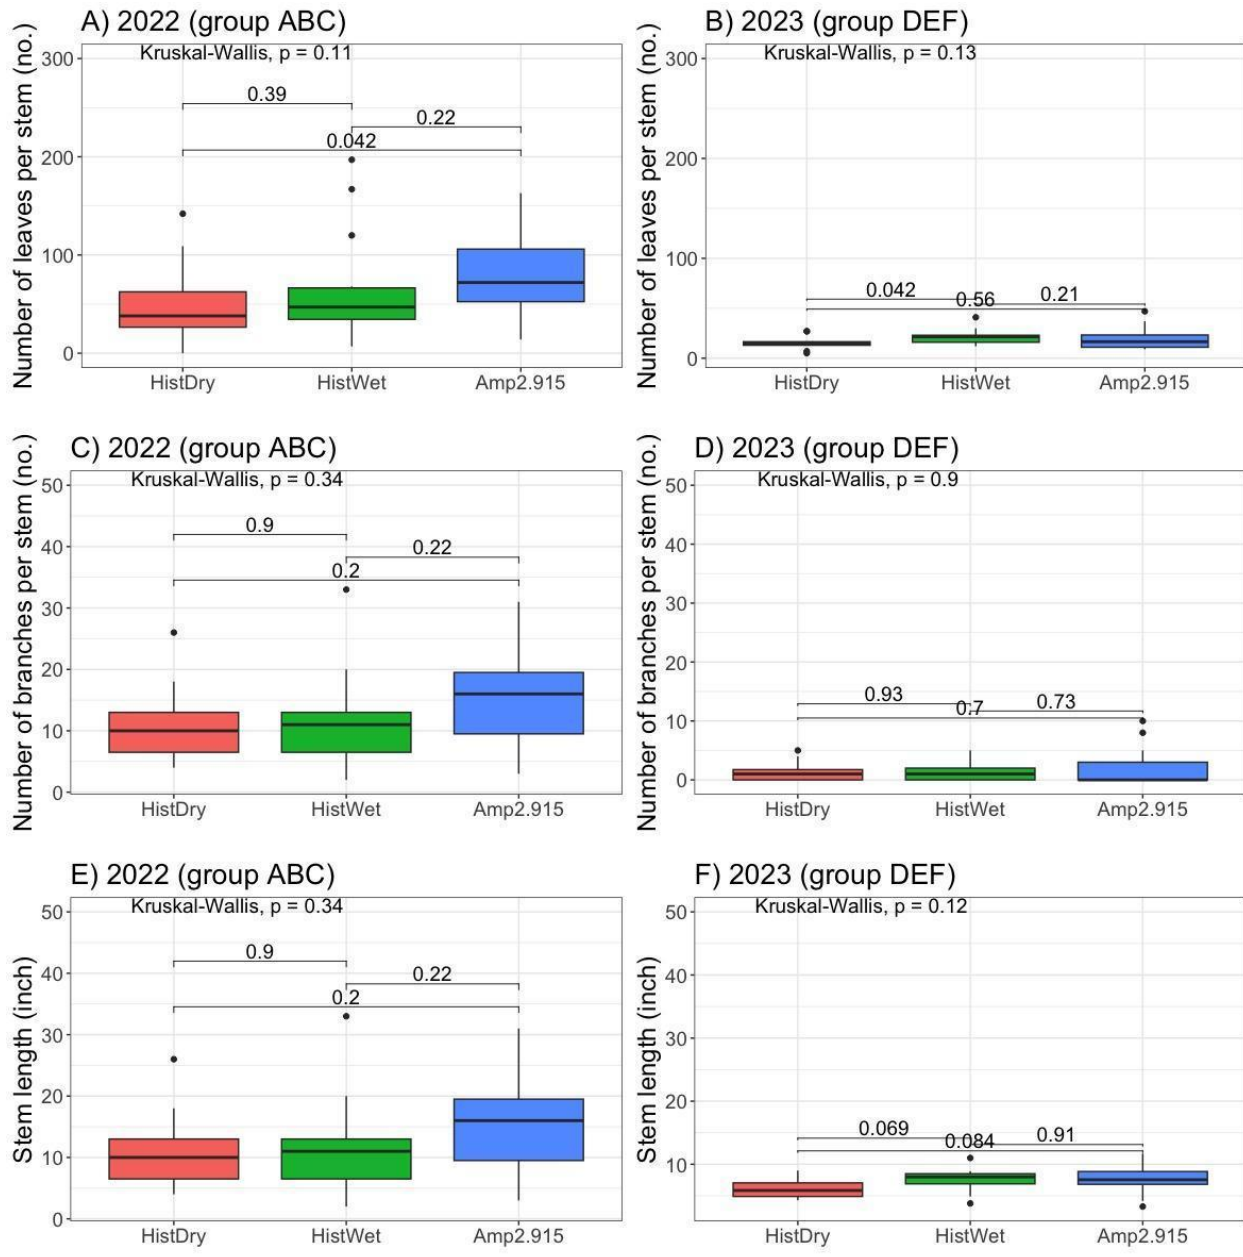 A) 2022 (group ABC)
Kruskal-Wallis, p = 0.11
Number of leaves per stem (no.)
300
200
100
0
0.39
0.22
0.042
HistDry
HistWet
Amp2.915
B) 2023 (group DEF)
Kruskal-Wallis, p = 0.13
Number of leaves per stem (no.)
300
200
100
0
0.042
0.56
0.21
HistDry
HistWet
Amp2.915
C) 2022 (group ABC)
Kruskal-Wallis, p = 0.34
Number of branches per stem (no.)
50
40
30
20
10
0
0.9
0.22
0.2
HistDry
HistWet
Amp2.915
D) 2023 (group DEF)
Kruskal-Wallis, p = 0.9
Number of branches per stem (no.)
50
40
30
20
10
0
0.93
0.7
0.73
HistDry
HistWet
Amp2.915
E) 2022 (group ABC)
Kruskal-Wallis, p = 0.34
Stem length (inch)
50
40
30
20
10
0
0.9
0.22
0.2
HistDry
HistWet
Amp2.915
F) 2023 (group DEF)
Kruskal-Wallis, p = 0.12
Stem length (inch)
50
40
30
20
10
0.069
0.084
0.91
HistDry
HistWet
Amp2.915